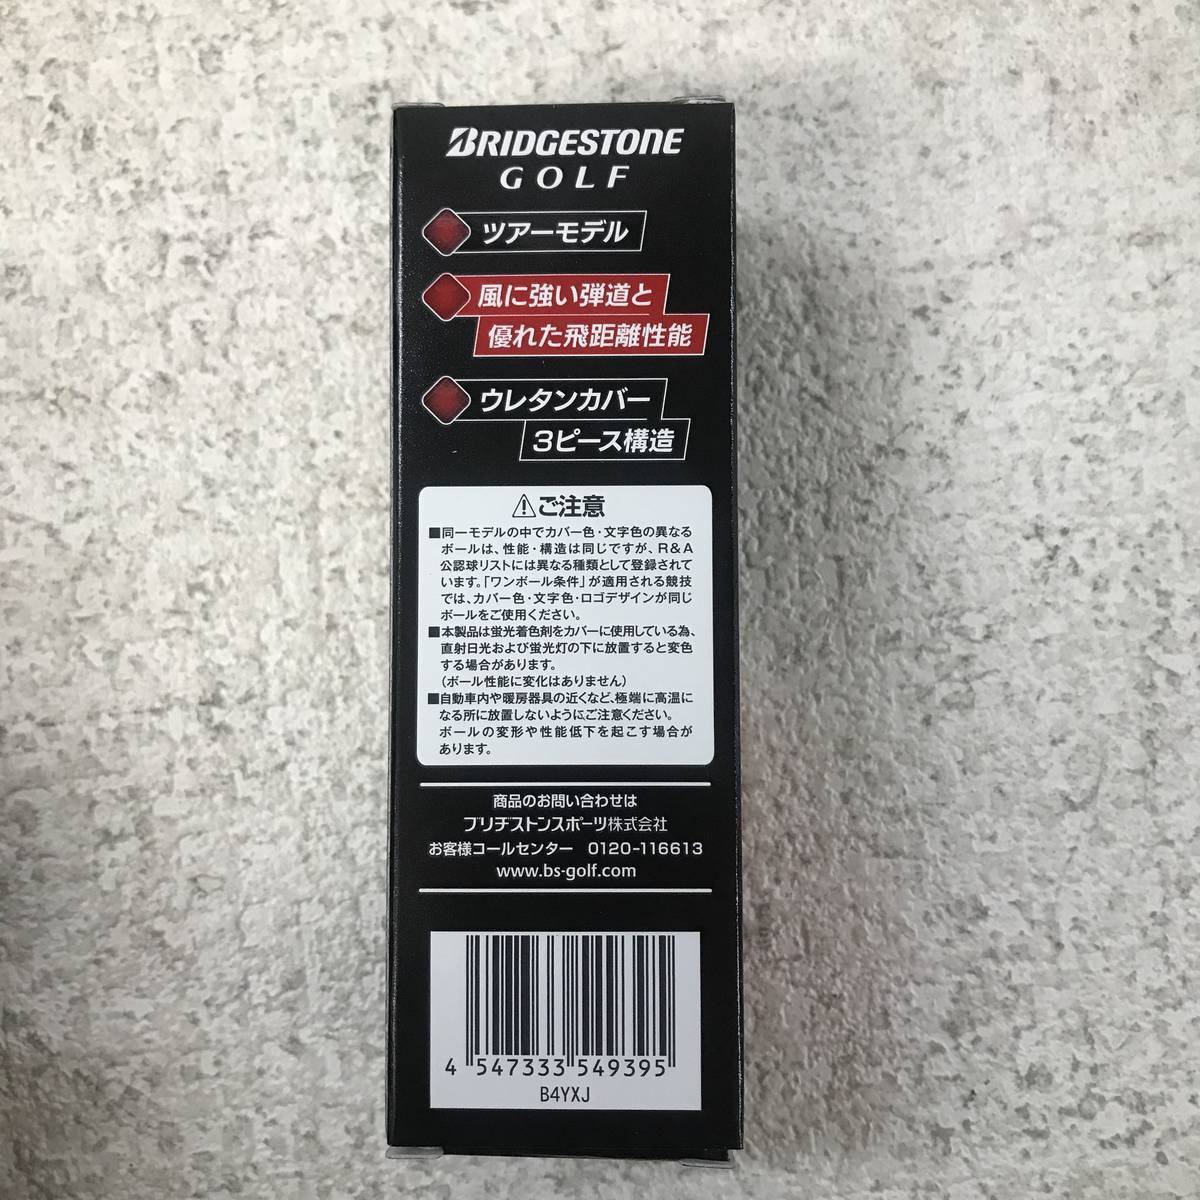 BRIDGESTONE
GOLF
ツアーモデル
風に強い弾道と
優れた飛距離性能
ウレタンカバー
3ピース構造
⚠ご注意
■同一モデルの中でカバー色・文字色の異なる
ボールは、性能・構造は同じですが、R&A
公認球リストには異なる種類として登録されて
います。「ワンボール条件」が適用される競技
では、カバー色・文字色・ロゴデザインが同じ
ボールをご使用ください。
■本製品は蛍光着色剤をカバーに使用している為、
直射日光および蛍光灯の下に放置すると変色
する場合があります。
（ボール性能に変化はありません）
■自動車内や暖房器具の近くなど、極端に高温に
なる所に放置しないようにご注意ください。
ボールの変形や性能低下を起こす場合が
あります。
商品のお問い合わせは
ブリヂストンスポーツ株式会社
お客様コールセンター 0120-116613
www.bs-golf.com
4 547333 549395
B4YXJ